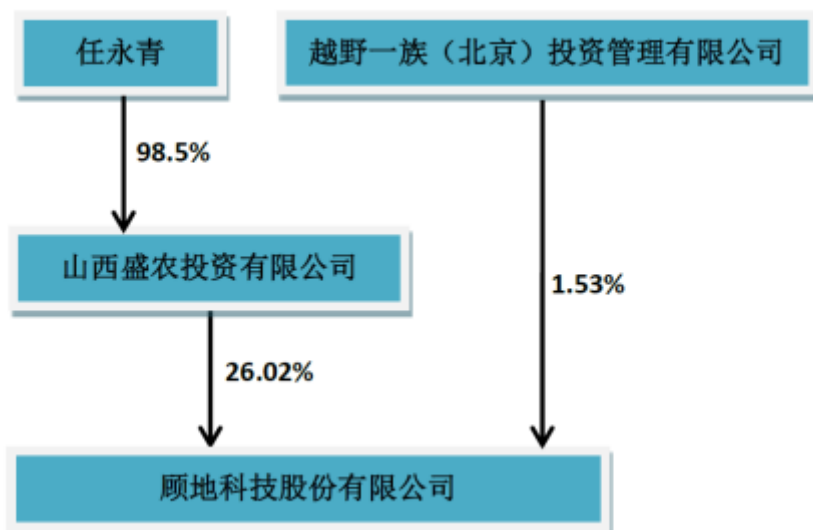 任永青
越野一族（北京）投资管理有限公司
98.5%
山西盛农投资有限公司
1.53%
26.02%
顾地科技股份有限公司